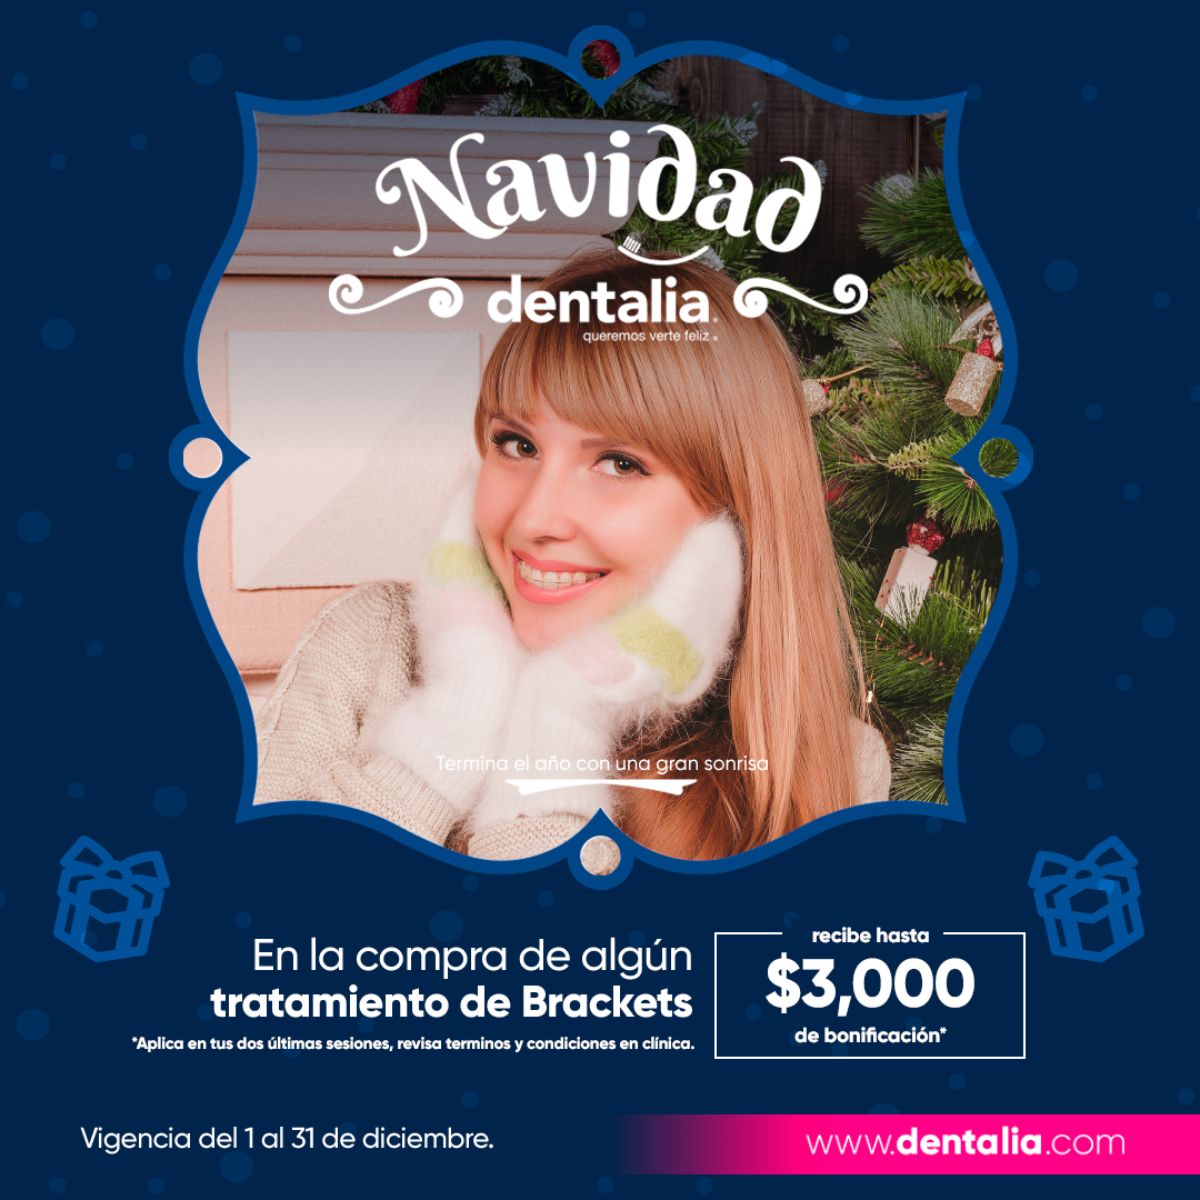 Navidad
dentalia®
queremos verte feliz ®
Termina el año con una gran sonrisa
En la compra de algún
tratamiento de Brackets
*Aplica en tus dos últimas sesiones, revisa terminos y condiciones en clínica.
recibe hasta
$3,000
de bonificación*
Vigencia del 1 al 31 de diciembre.
www.dentalia.com